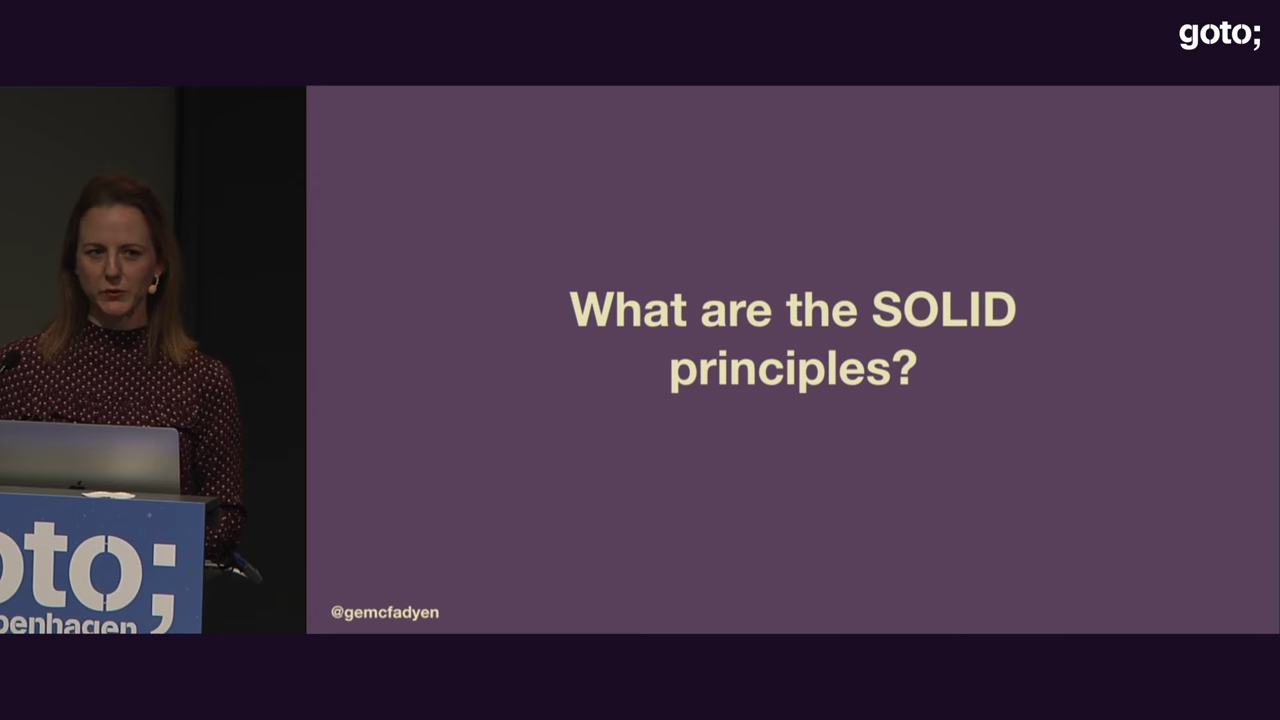 goto;
What are the SOLID
principles?
oto;
penhagen
@gemcfadyen